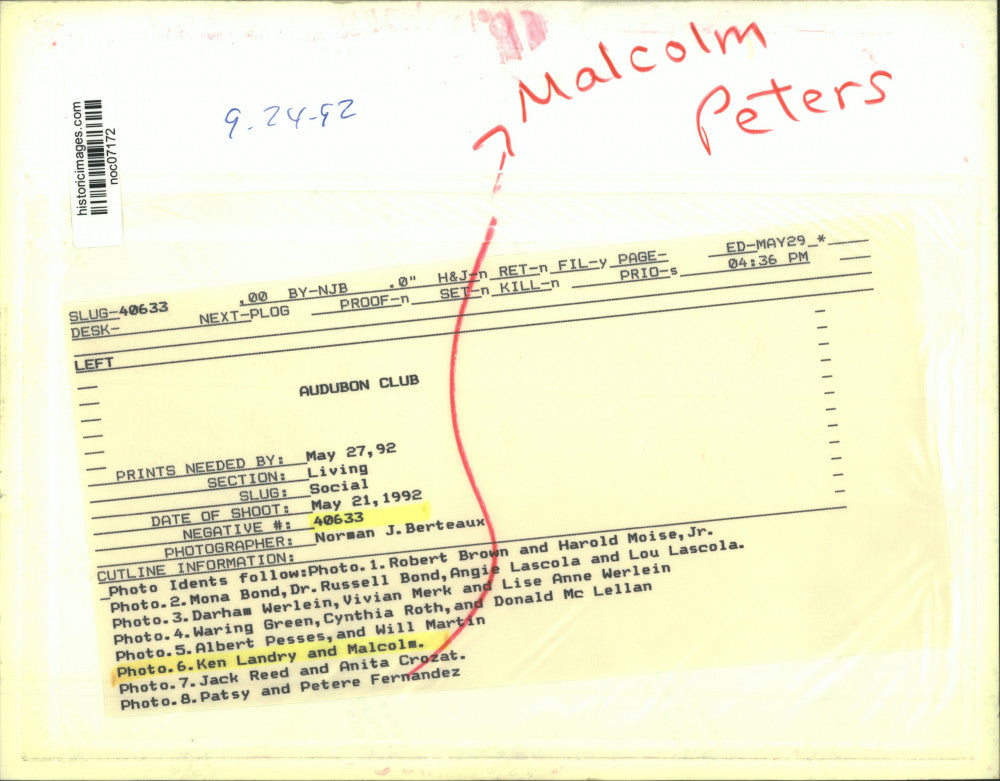 Malcolm
Peters
9-24-92
historicimages.com
noc07172
SLUG-40633 .00 BY-NJB .0" H&J-n RET-n FIL-y PAGE- ED-MAY29 *
DESK- NEXT-PLOG PROOF-n SET-n KILL-n PRIO-s 04:36 PM
LEFT
AUDUBON CLUB
PRINTS NEEDED BY: May 27,92
SECTION: Living
SLUG: Social
DATE OF SHOOT: May 21,1992
NEGATIVE #: 40633
PHOTOGRAPHER: Norman J.Berteaux
CUTLINE INFORMATION:
Photo Idents follow:Photo.1.Robert Brown and Harold Moise,Jr.
Photo.2.Mona Bond,Dr.Russell Bond,Angie Lascola and Lou Lascola.
Photo.3.Darham Werlein,Vivian Merk and Lise Anne Werlein
Photo.4.Waring Green,Cynthia Roth,and Donald Mc Lellan
Photo.5.Albert Pesses,and Will Martin
Photo.6.Ken Landry and Malcolm.
Photo.7.Jack Reed and Anita Crozat.
Photo.8.Patsy and Petere Fernandez